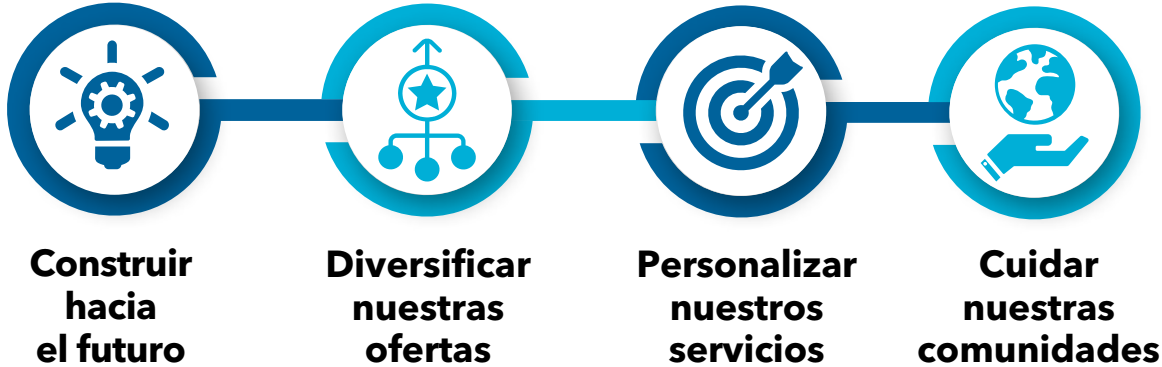 Construir
hacia
el futuro
Diversificar
nuestras
ofertas
Personalizar
nuestros
servicios
Cuidar
nuestras
comunidades